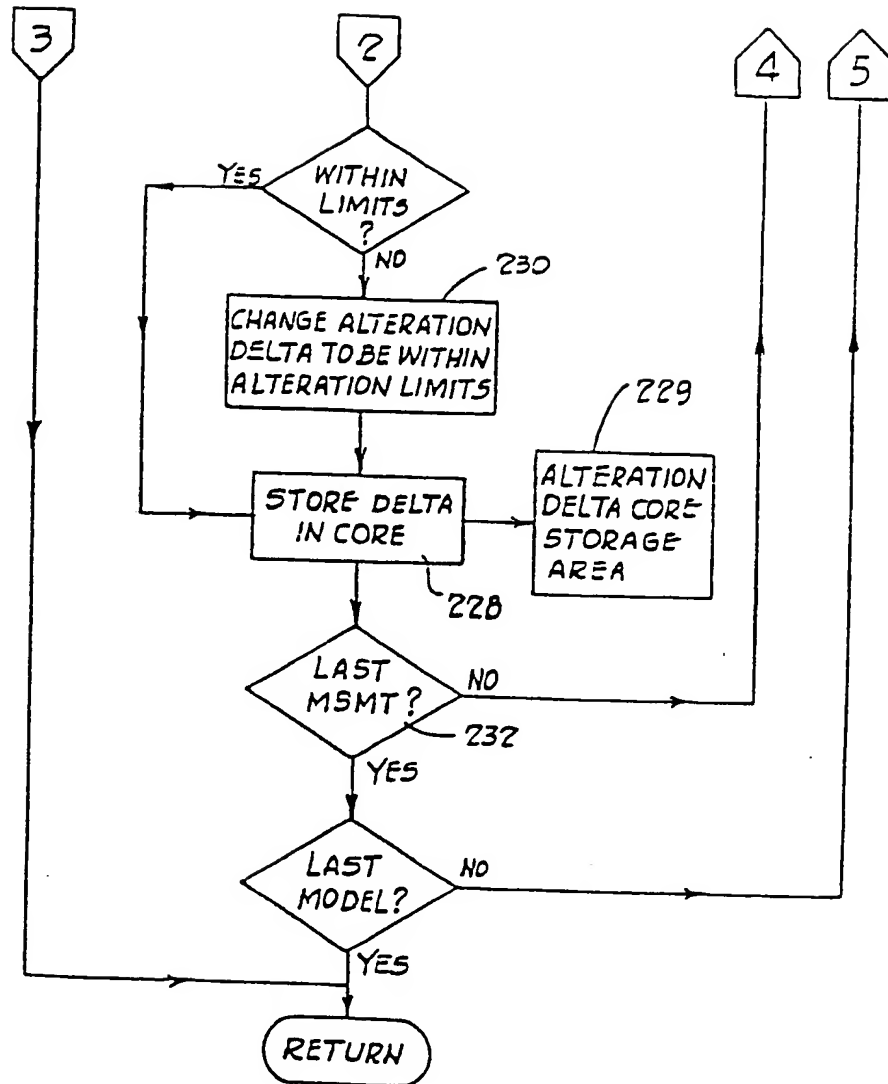 3
2
4
5
YES
WITHIN
LIMITS
?
NO
230
CHANGE ALTERATION
DELTA TO BE WITHIN
ALTERATION LIMITS
229
ALTERATION
DELTA CORE
STORAGE
AREA
STORE DELTA
IN CORE
228
LAST
MSMT?
NO
232
YES
LAST
MODEL?
NO
YES
RETURN